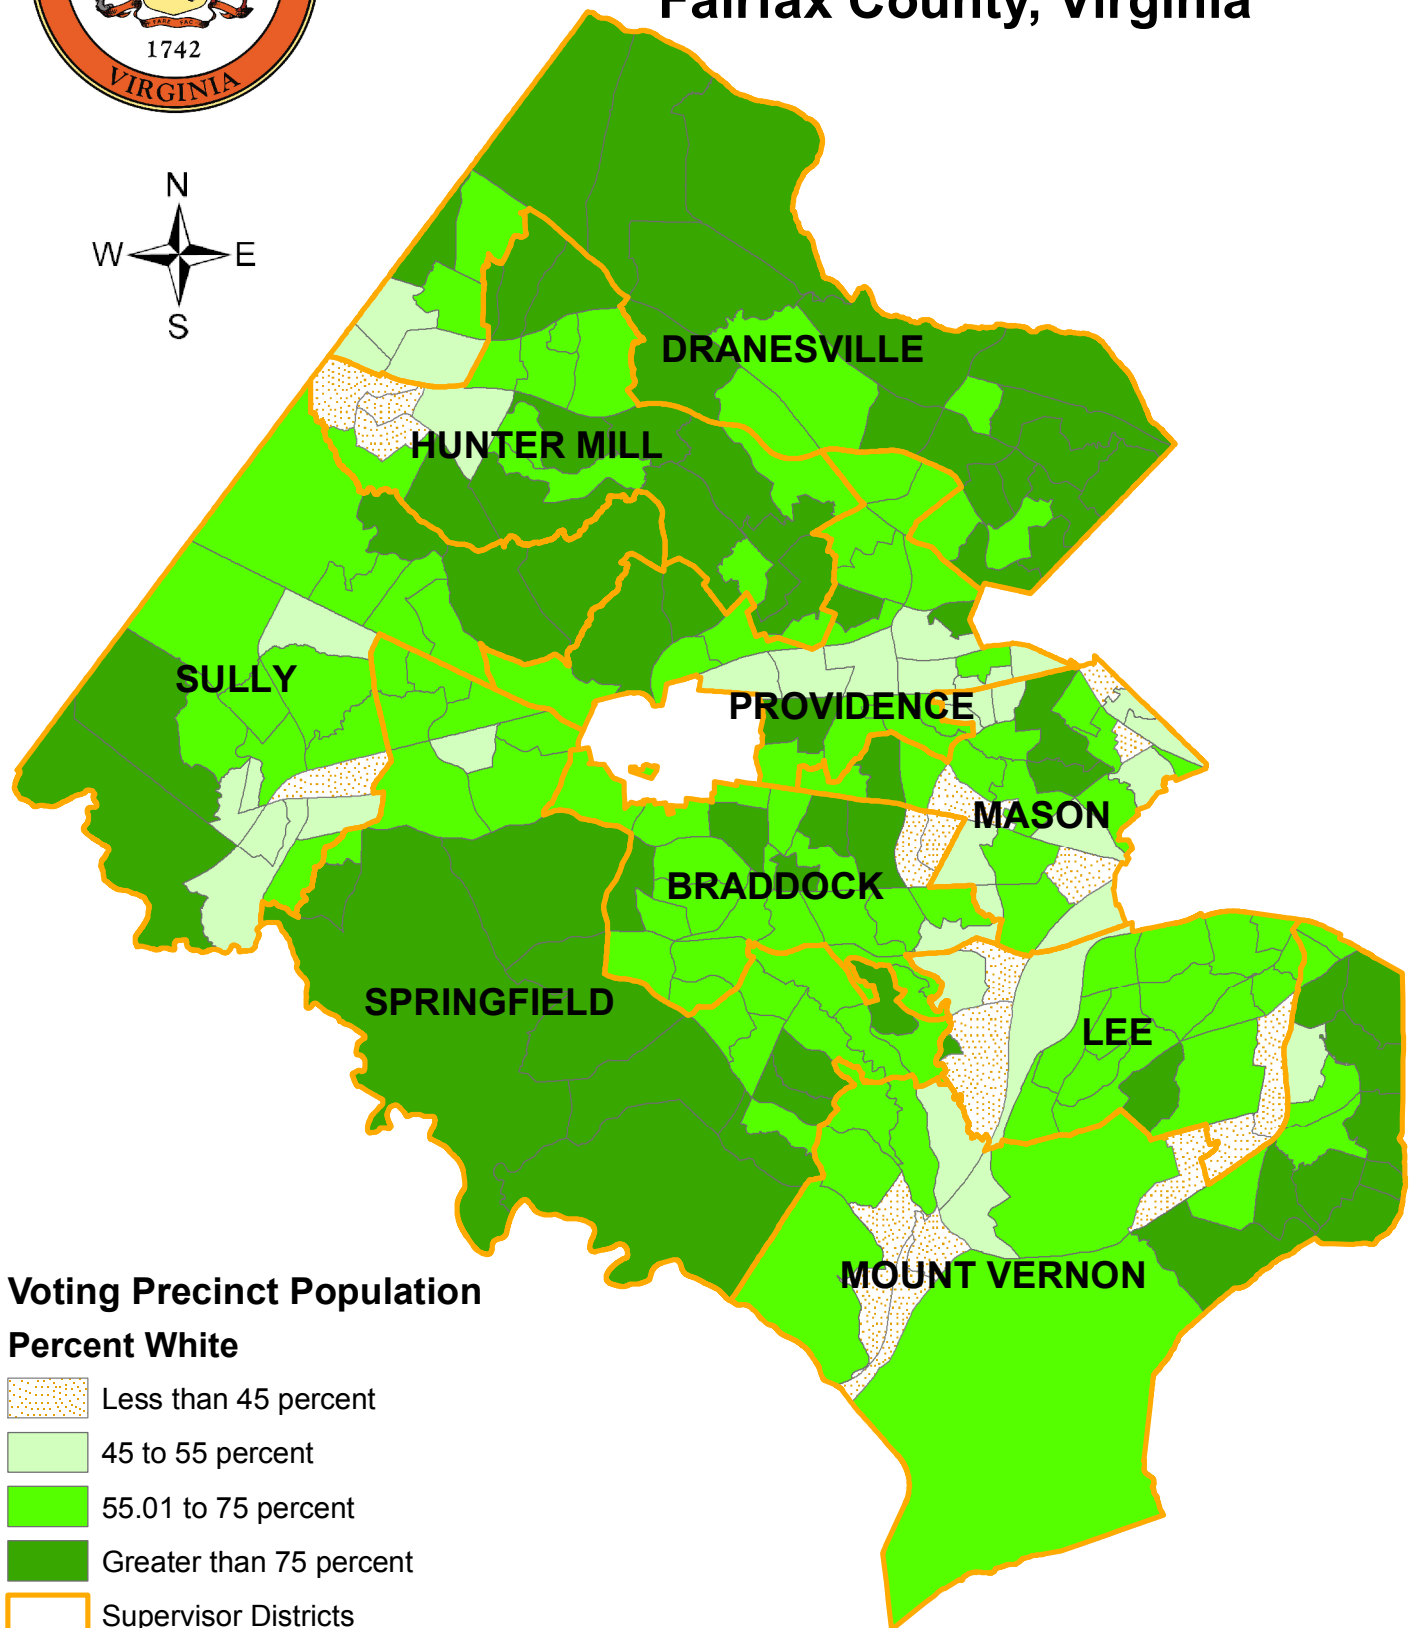 Fairfax County, Virginia
FARE FAC
1742
VIRGINIA
N
W E
S
DRANESVILLE
HUNTER MILL
SULLY
PROVIDENCE
MASON
BRADDOCK
SPRINGFIELD
LEE
MOUNT VERNON
Voting Precinct Population
Percent White
Less than 45 percent
45 to 55 percent
55.01 to 75 percent
Greater than 75 percent
Supervisor Districts